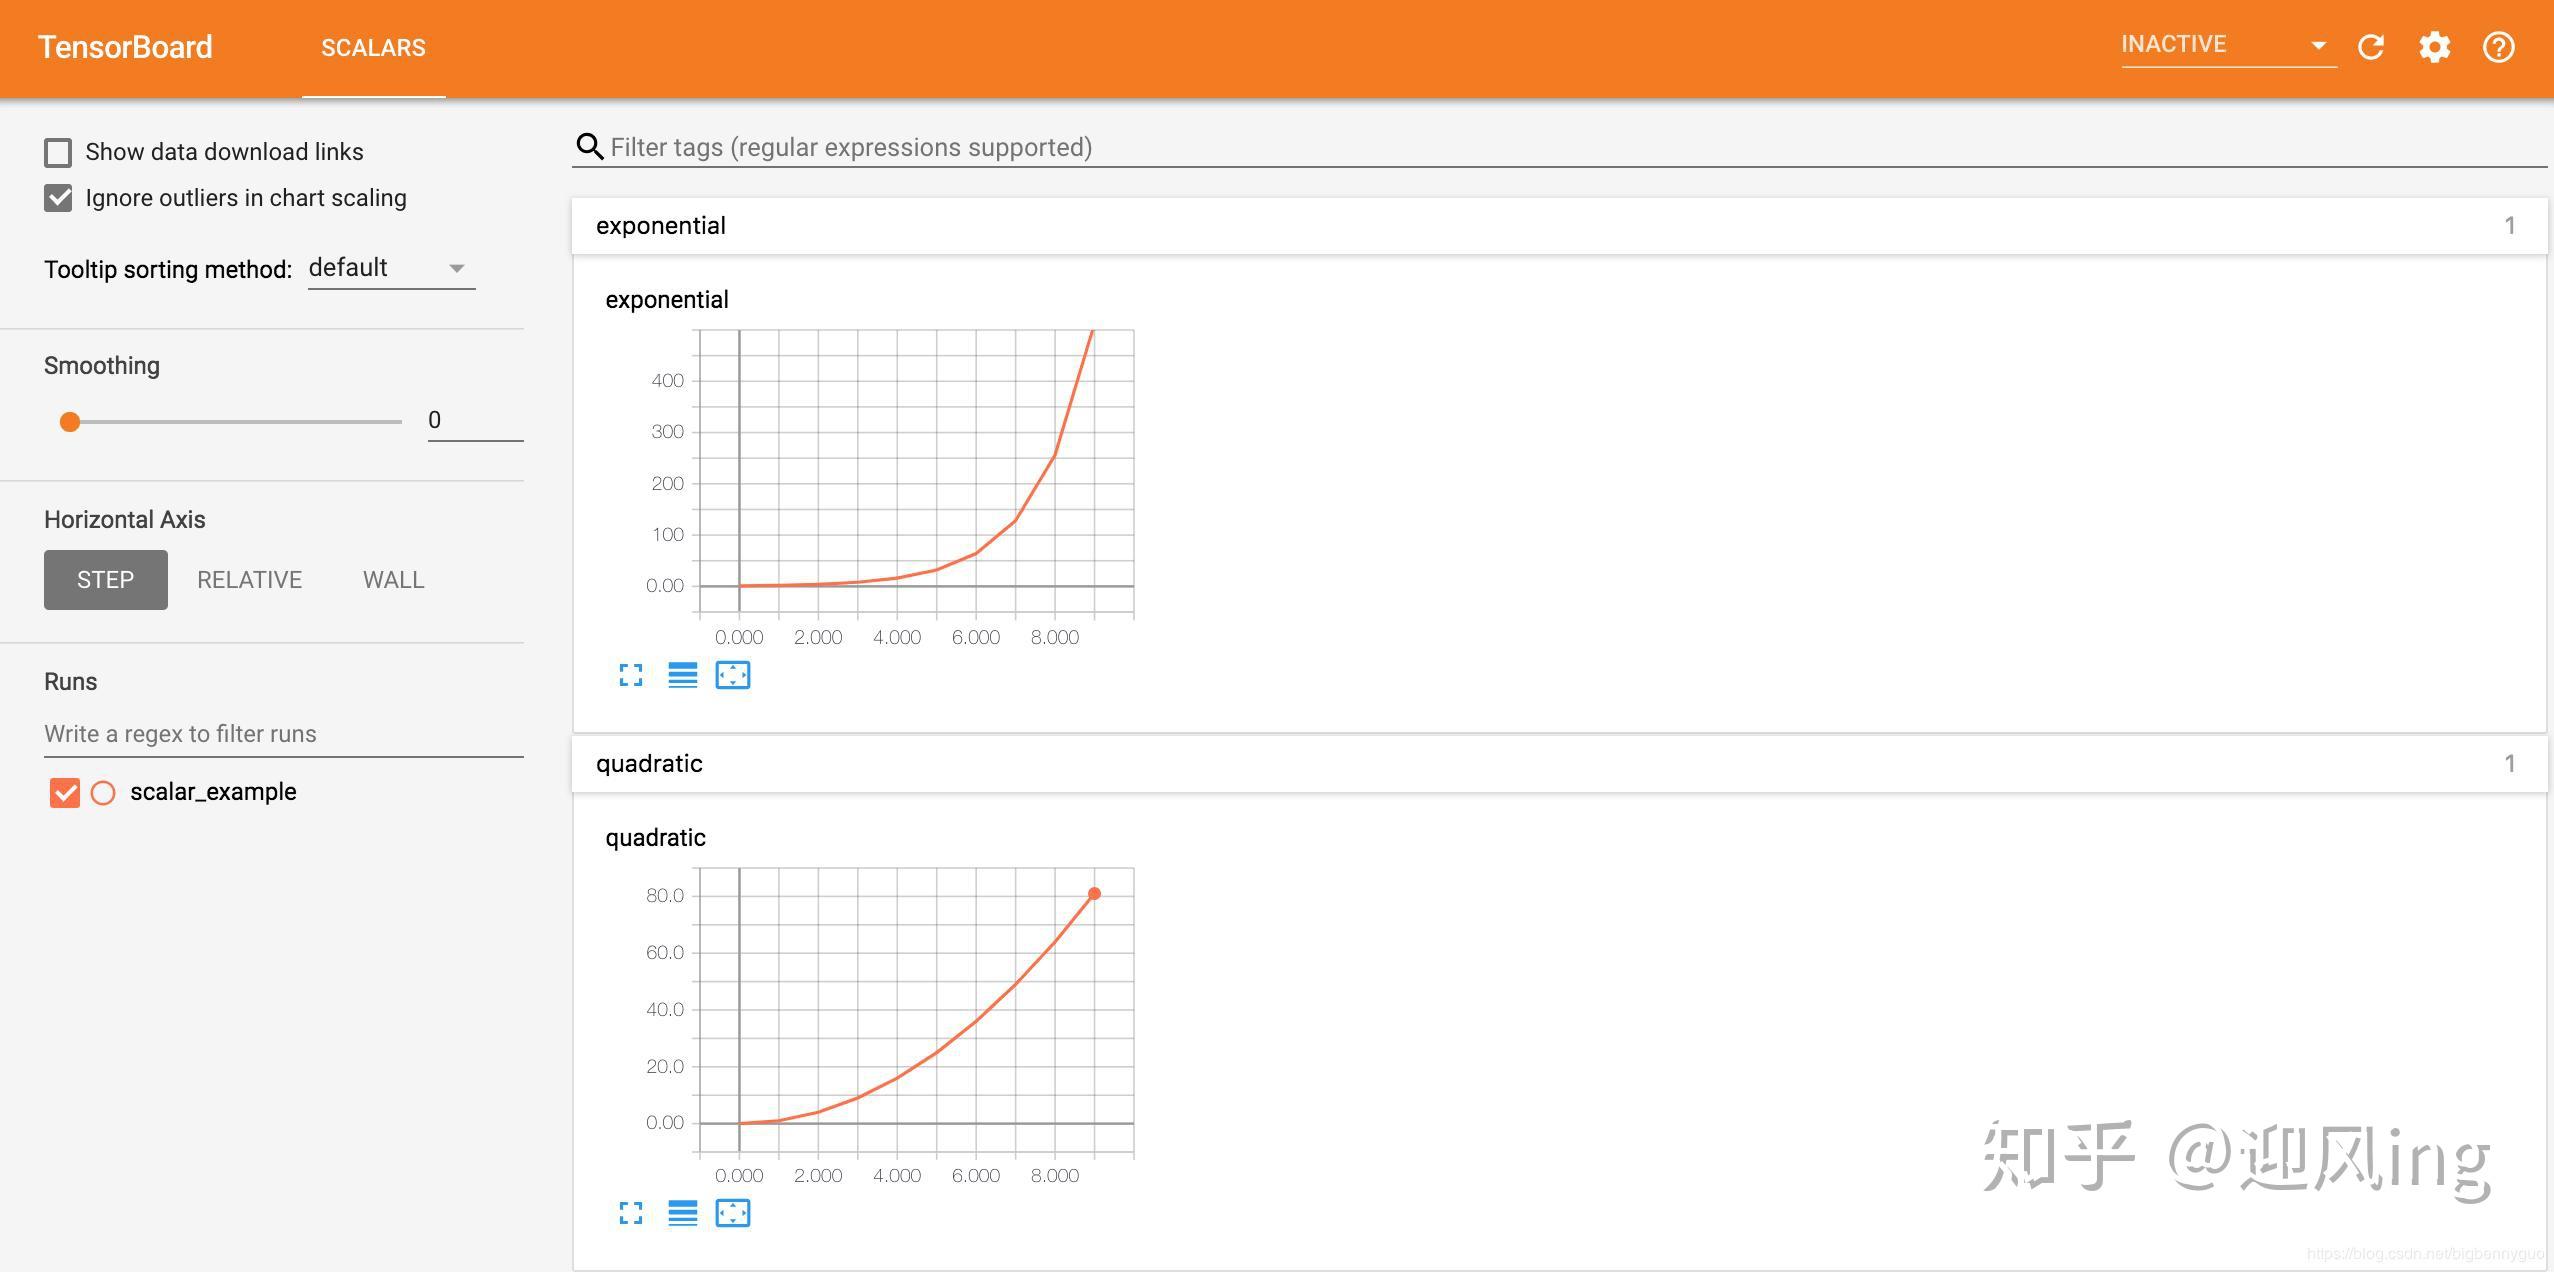 TensorBoard
SCALARS
INACTIVE
Show data download links
Ignore outliers in chart scaling
Tooltip sorting method: default
Smoothing
0
Horizontal Axis
STEP RELATIVE WALL
Runs
Write a regex to filter runs
scalar_example
Filter tags (regular expressions supported)
exponential 1
exponential
400
300
200
100
0.00
0.000 2.000 4.000 6.000 8.000
quadratic 1
quadratic
80.0
60.0
40.0
20.0
0.00
0.000 2.000 4.000 6.000 8.000
知乎 @迎风ing
https://blog.csdn.net/bigbennyguo